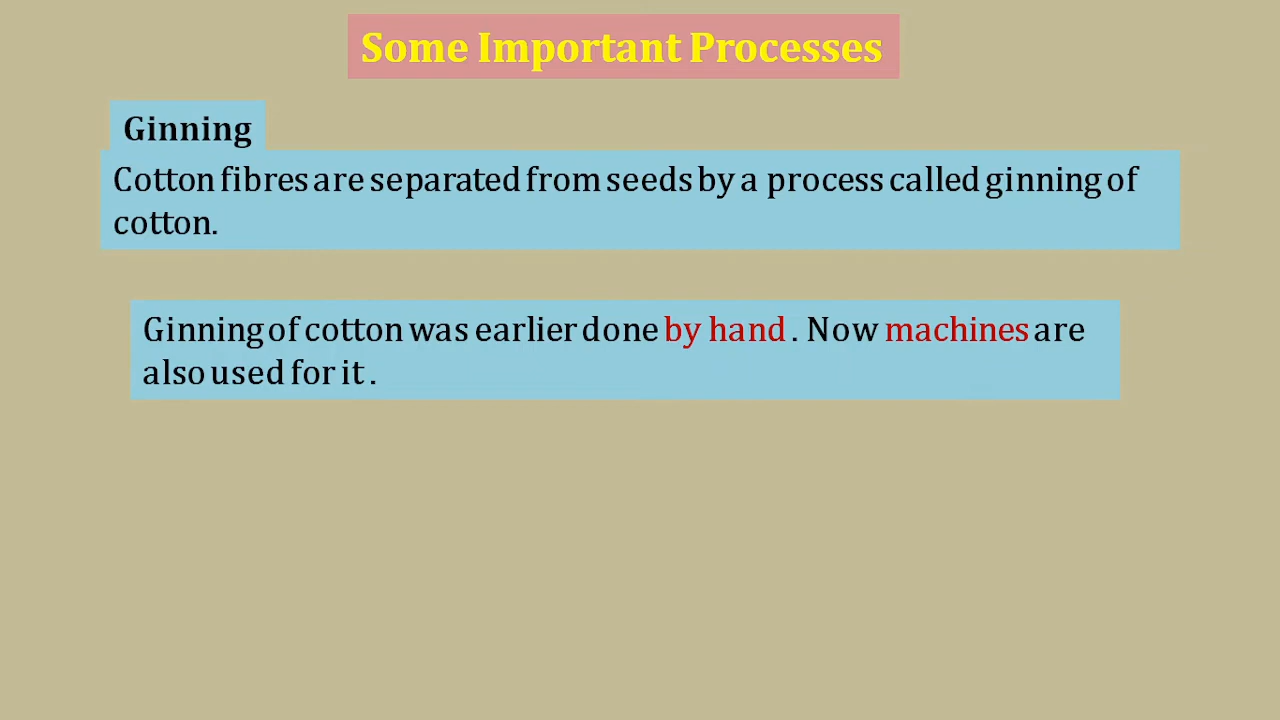 Some Important Processes
Ginning
Cotton fibres are separated from seeds by a process called ginning of
cotton.
Ginning of cotton was earlier done by hand . Now machines are
also used for it .